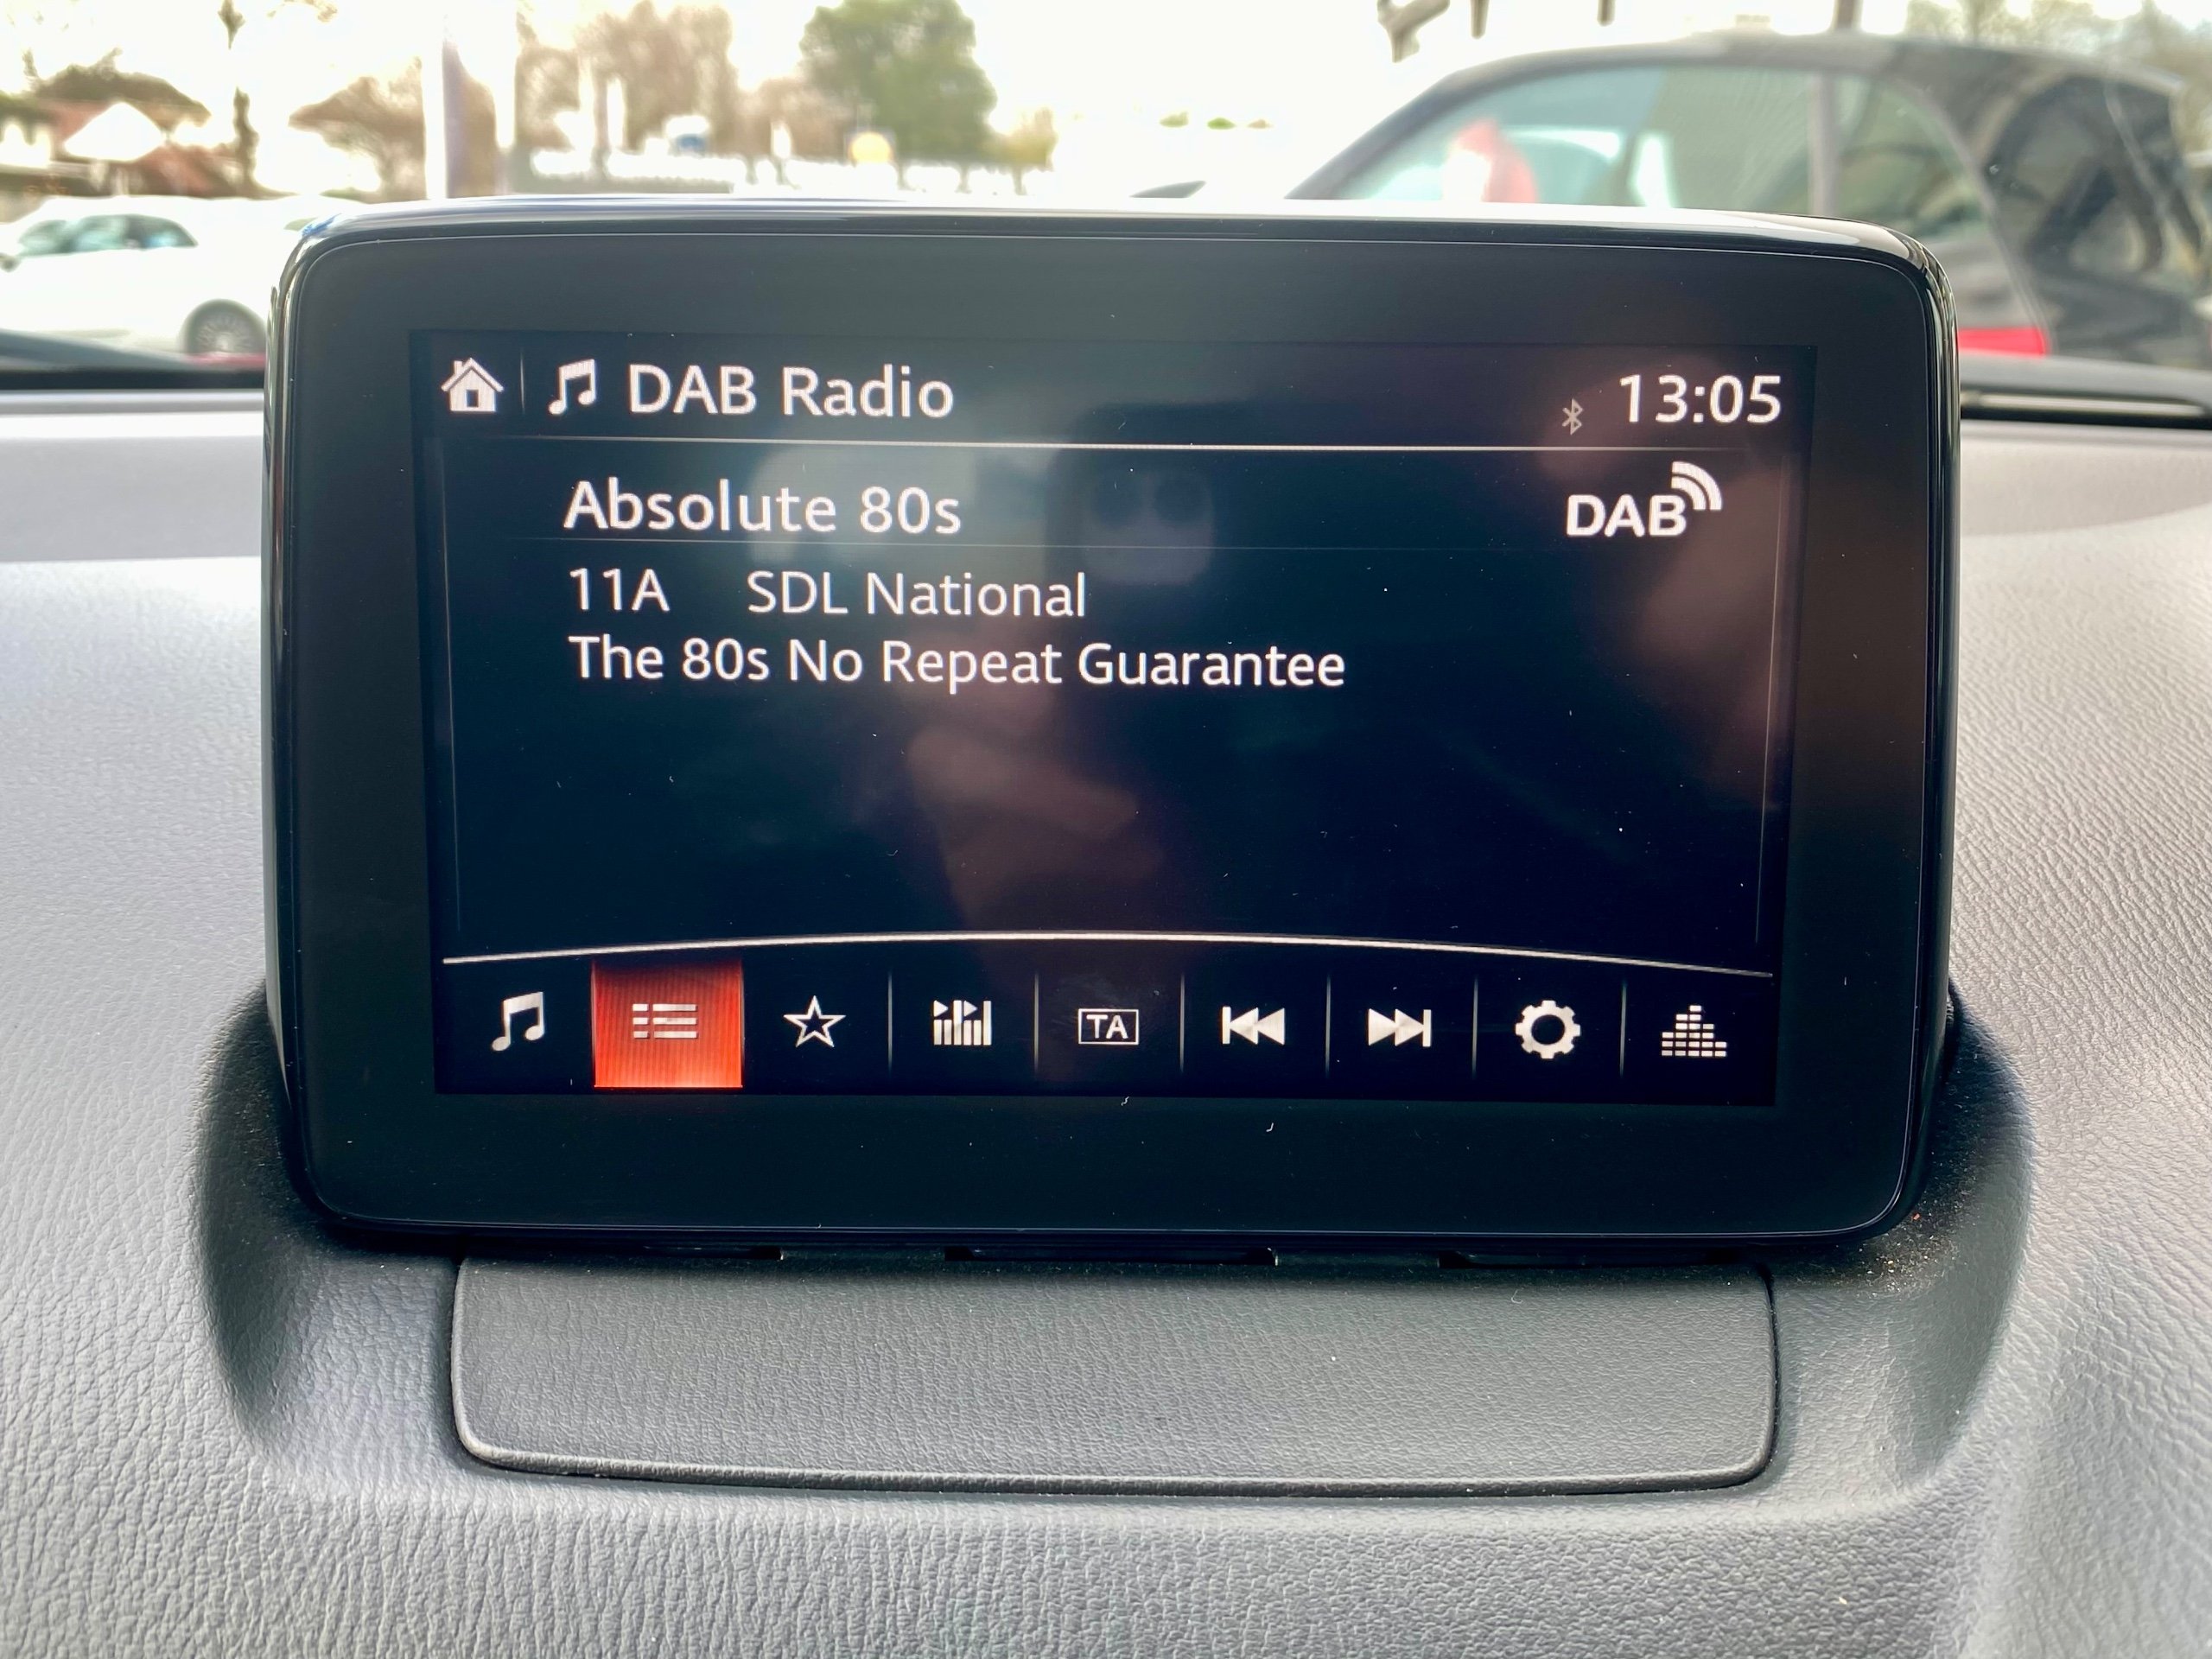 DAB Radio 13:05
Absolute 80s DAB
11A SDL National
The 80s No Repeat Guarantee
TA